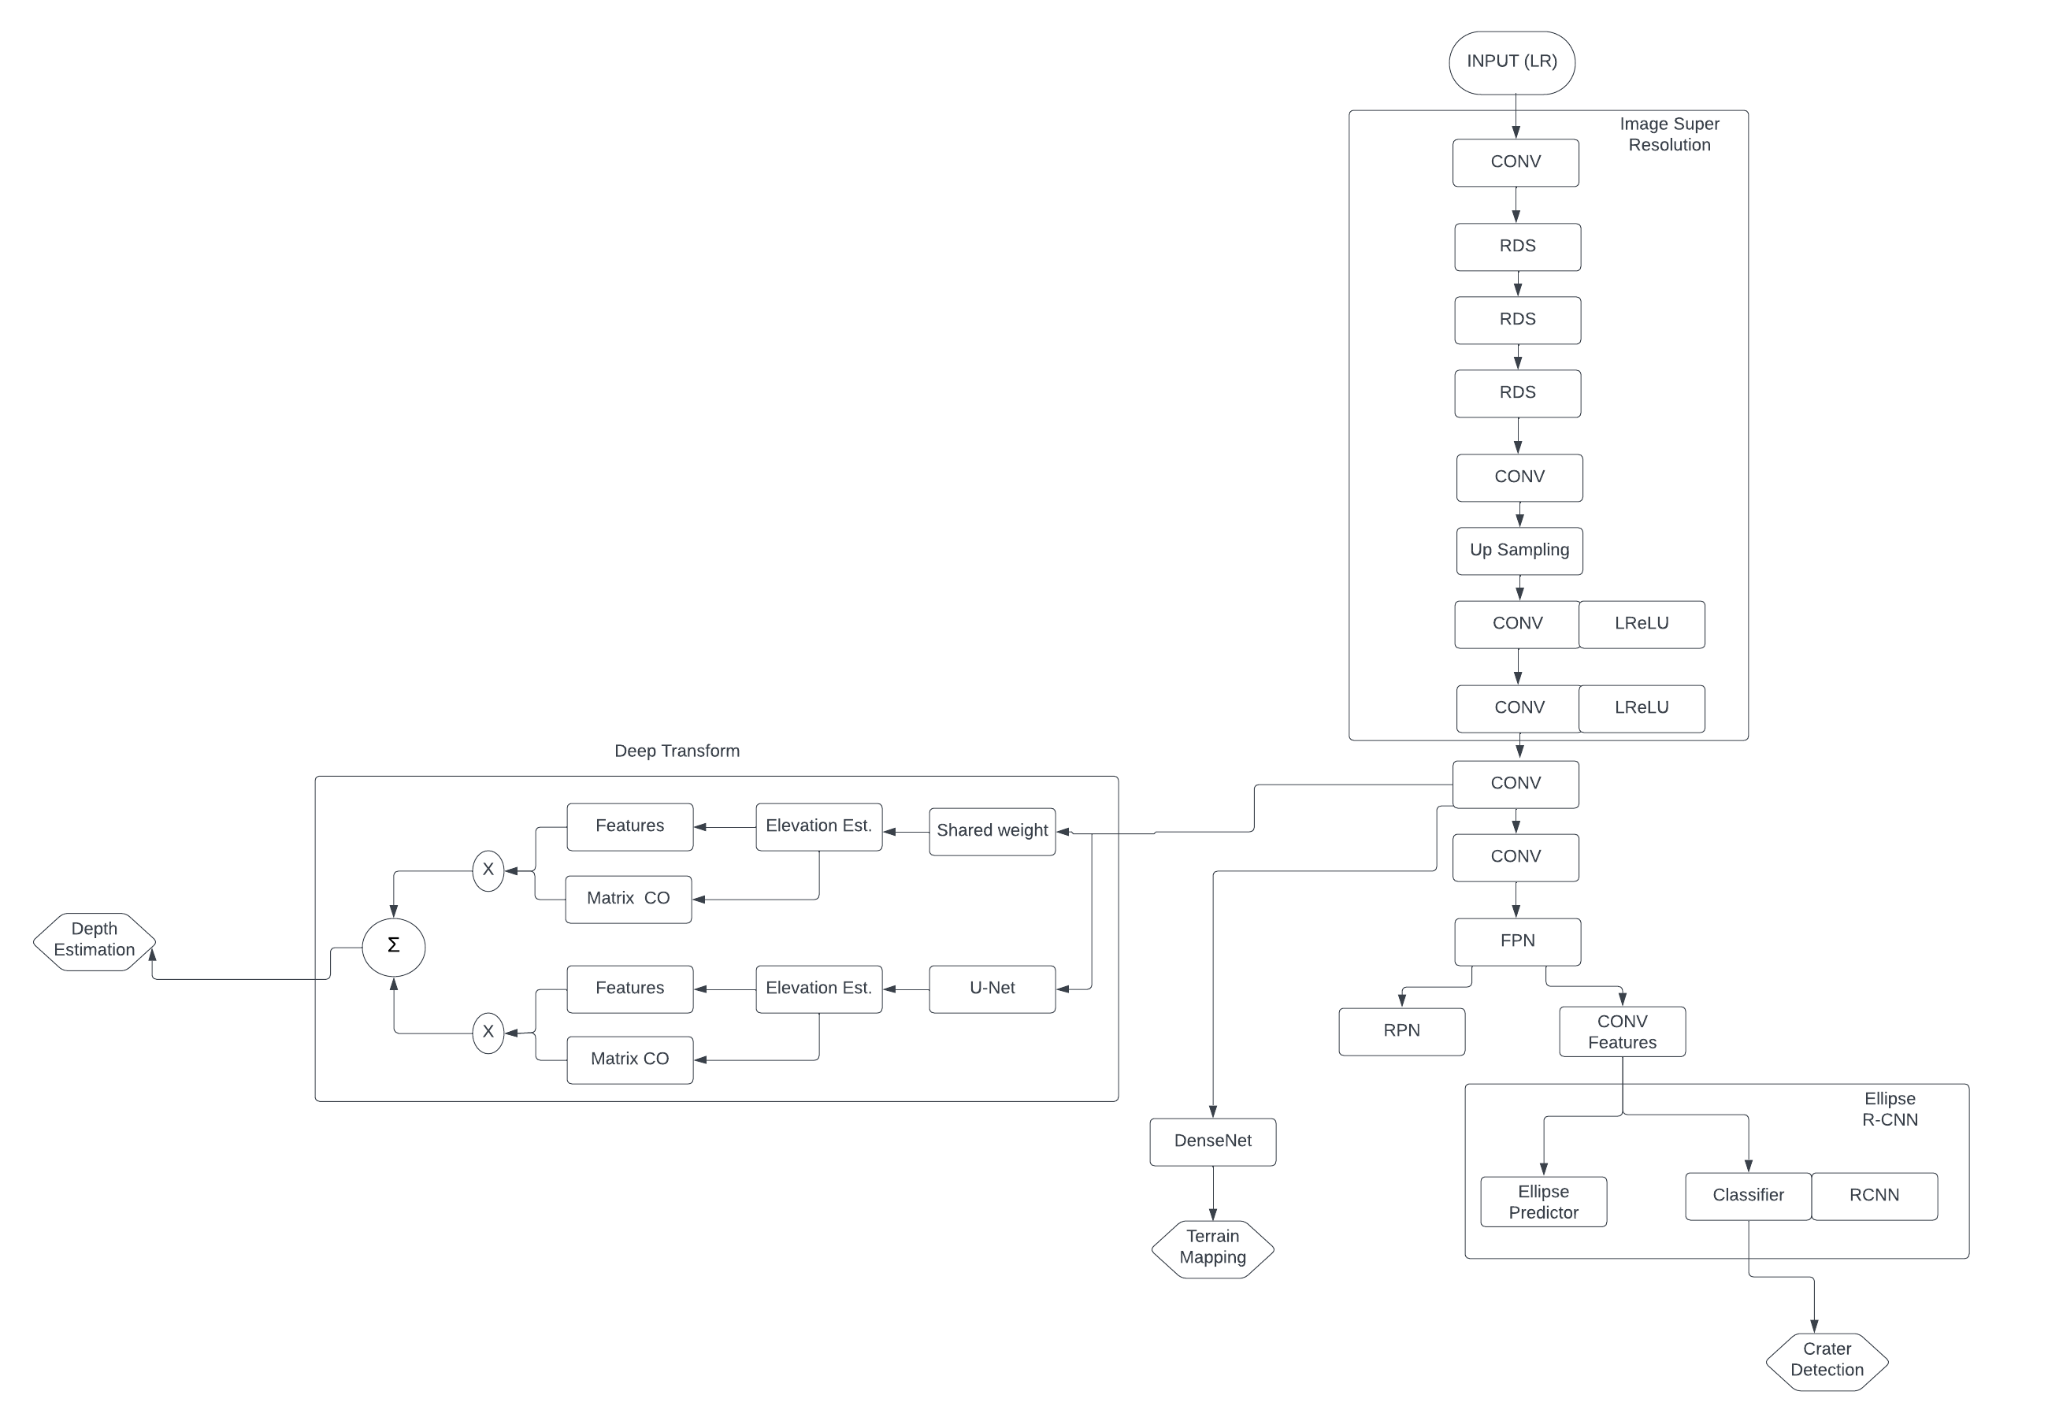 INPUT (LR)
Image Super
Resolution
CONV
RDS
RDS
RDS
CONV
Up Sampling
CONV
LReLU
CONV
LReLU
Deep Transform
CONV
Features
Elevation Est.
Shared weight
CONV
X
Matrix  CO
Depth
Estimation
Σ
FPN
Features
Elevation Est.
U-Net
X
Matrix CO
RPN
CONV
Features
Ellipse
R-CNN
DenseNet
Ellipse
Predictor
Classifier
RCNN
Terrain
Mapping
Crater
Detection